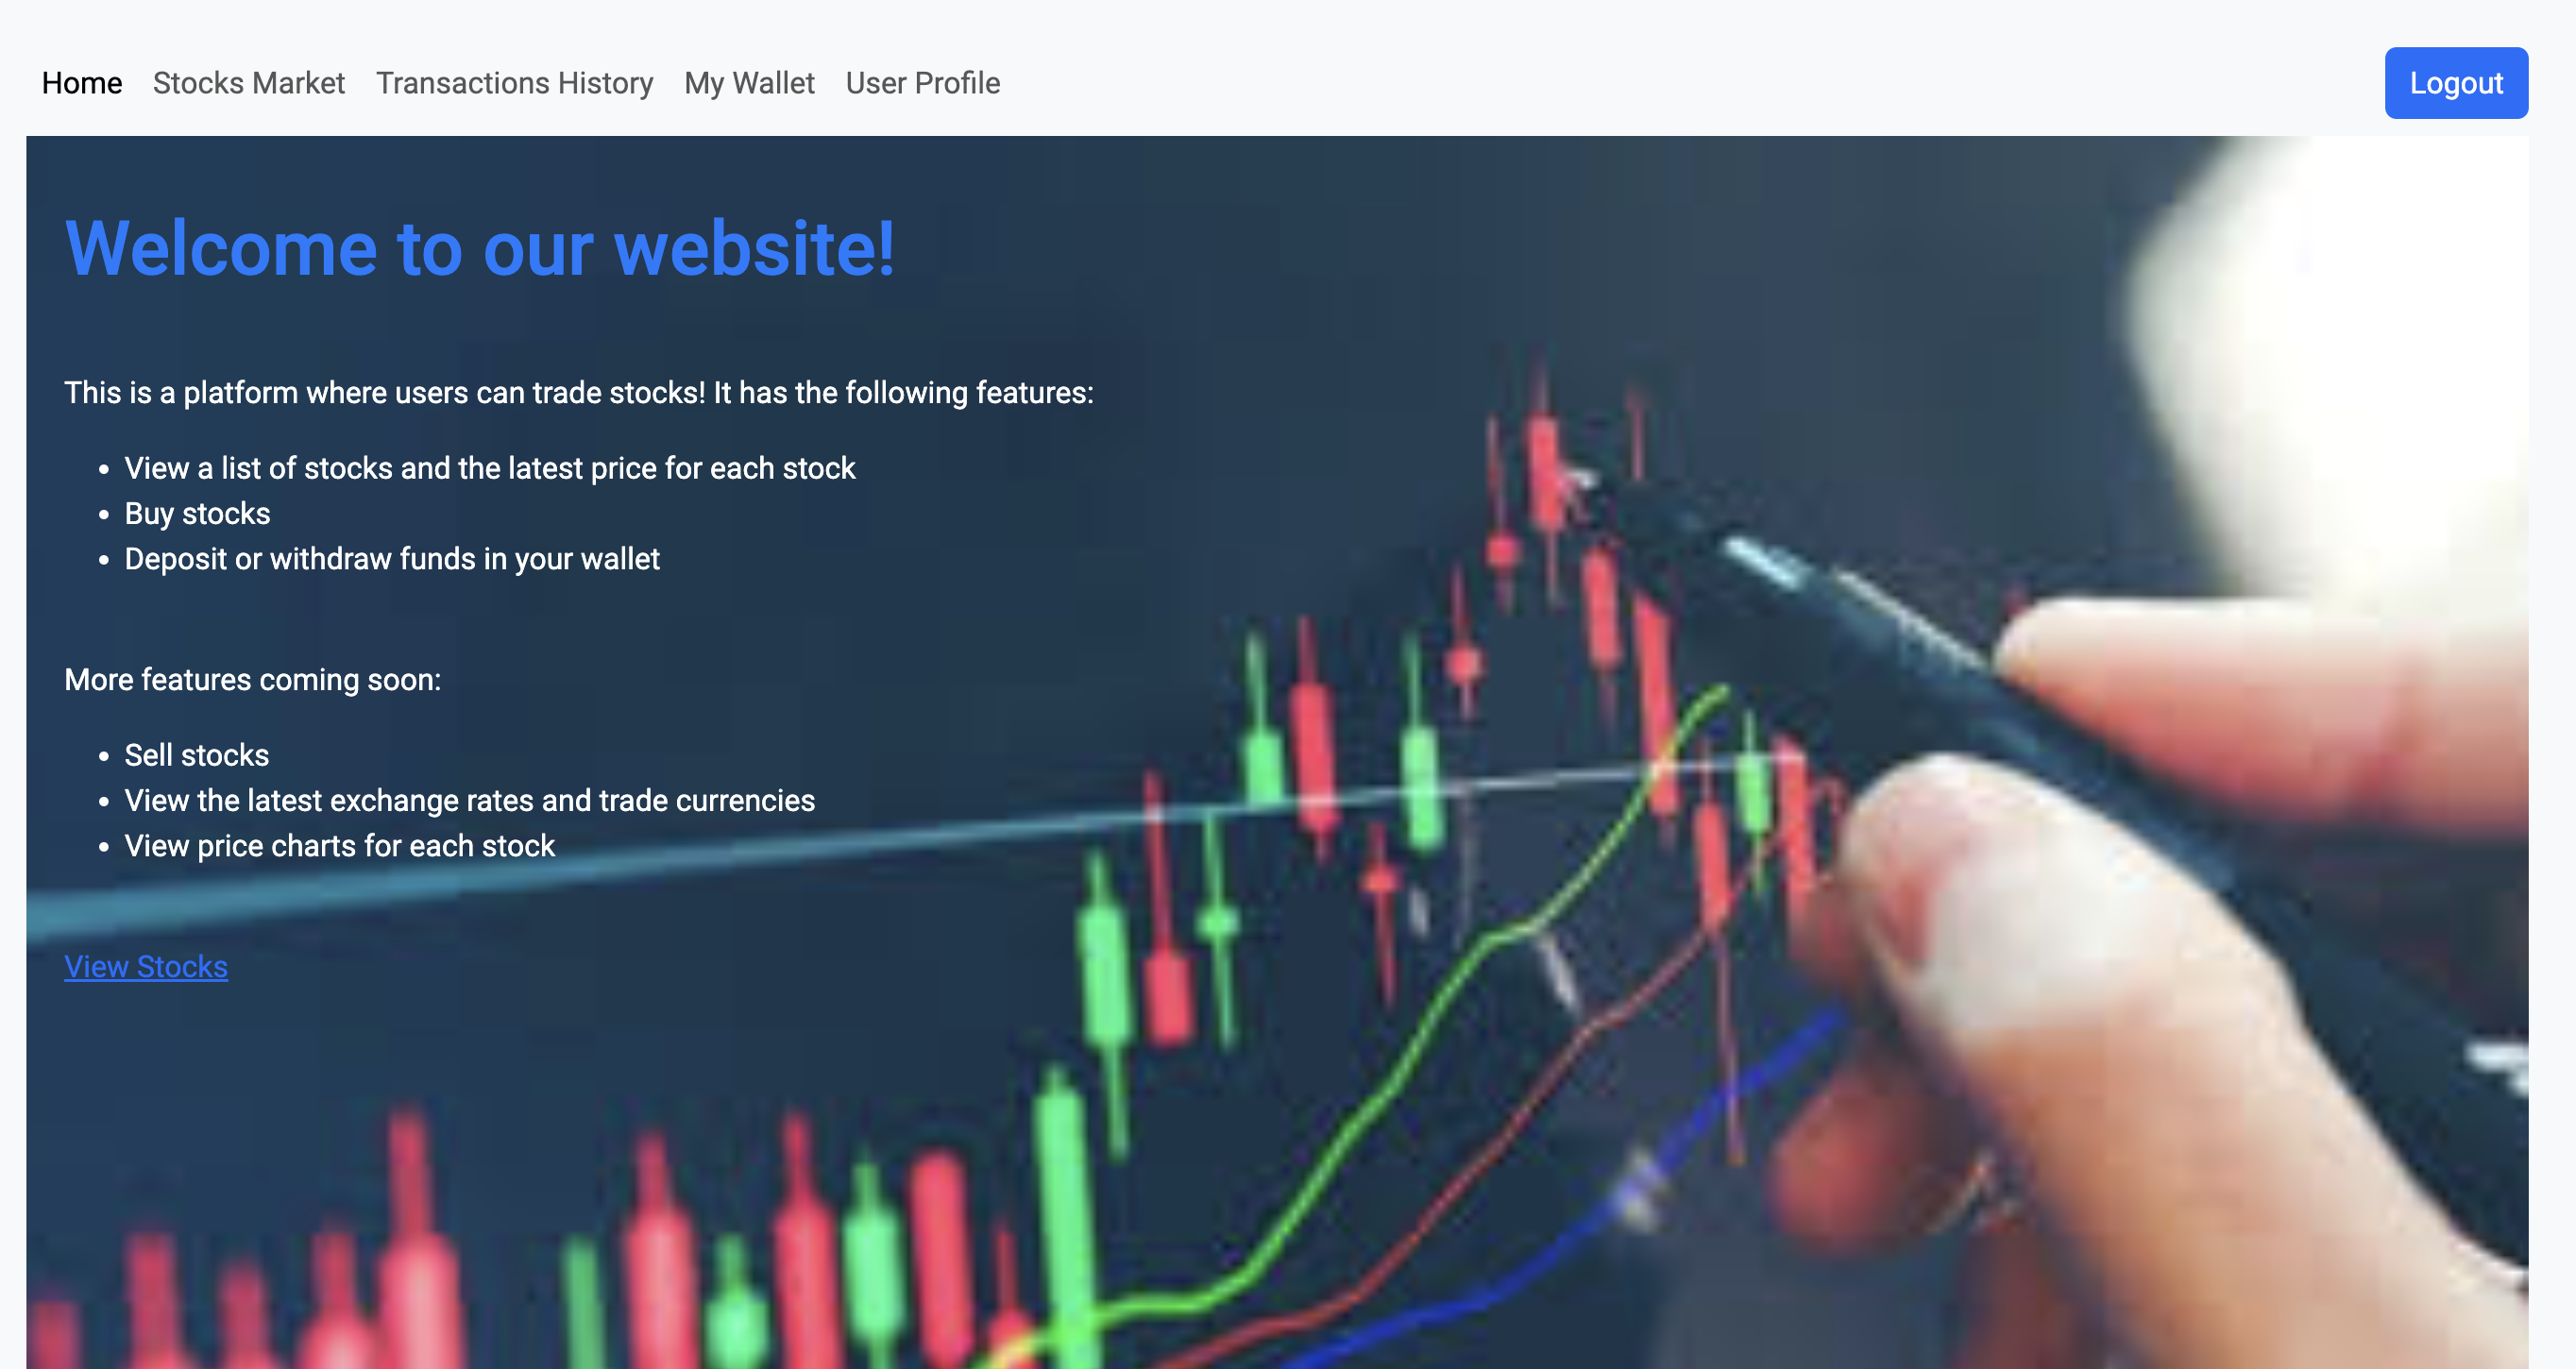 Home Stocks Market Transactions History My Wallet User Profile Logout
Welcome to our website!
This is a platform where users can trade stocks! It has the following features:
• View a list of stocks and the latest price for each stock
• Buy stocks
• Deposit or withdraw funds in your wallet
More features coming soon:
• Sell stocks
• View the latest exchange rates and trade currencies
• View price charts for each stock
View Stocks